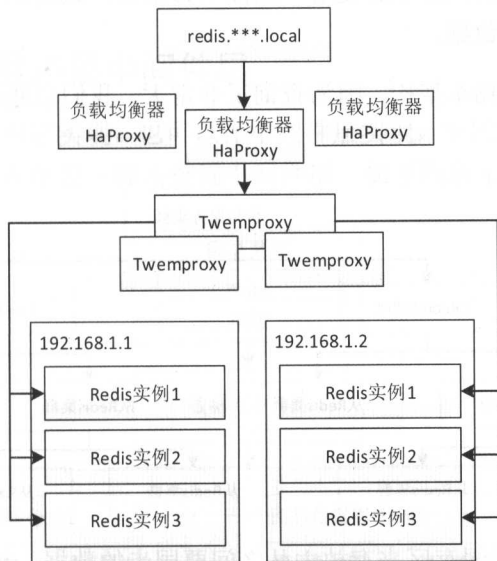 redis.***.local
负载均衡器
HaProxy
负载均衡器
HaProxy
负载均衡器
HaProxy
Twemproxy
Twemproxy
Twemproxy
192.168.1.1
Redis实例1
Redis实例2
Redis实例3
192.168.1.2
Redis实例1
Redis实例2
Redis实例3